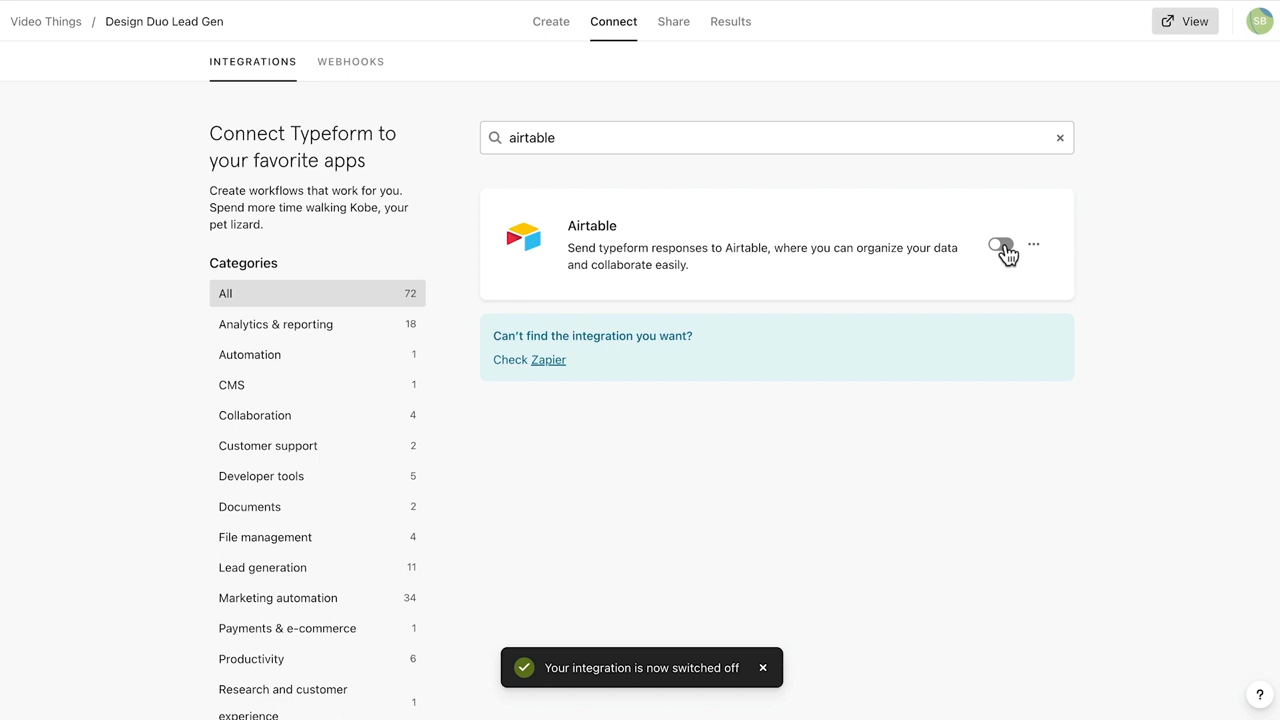 Video Things / Design Duo Lead Gen
Create Connect Share Results
View
SB
INTEGRATIONS WEBHOOKS
Connect Typeform to
your favorite apps
Create workflows that work for you.
Spend more time walking Kobe, your
pet lizard.
Categories
All 72
Analytics & reporting 18
Automation 1
CMS 1
Collaboration 4
Customer support 2
Developer tools 5
Documents 2
File management 4
Lead generation 11
Marketing automation 34
Payments & e-commerce 1
Productivity 6
Research and customer
experience 1
airtable
Airtable
Send typeform responses to Airtable, where you can organize your data
and collaborate easily.
Can't find the integration you want?
Check Zapier
Your integration is now switched off
?